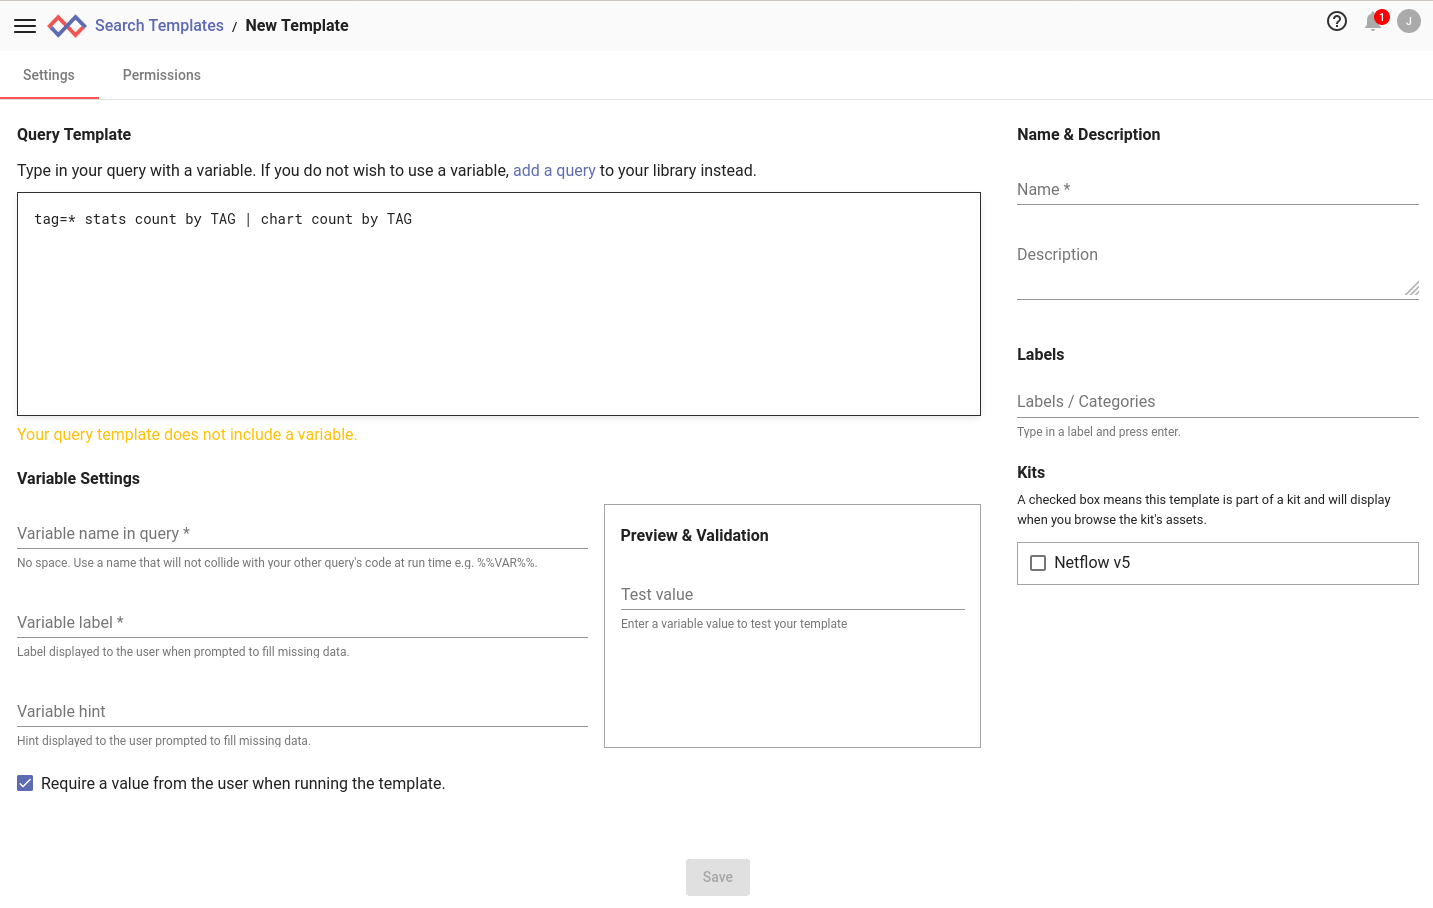 Search Templates / New Template
1
J
Settings
Permissions
Query Template
Type in your query with a variable. If you do not wish to use a variable, add a query to your library instead.
tag=* stats count by TAG | chart count by TAG
Your query template does not include a variable.
Variable Settings
Variable name in query *
No space. Use a name that will not collide with your other query's code at run time e.g. %%VAR%%.
Variable label *
Label displayed to the user when prompted to fill missing data.
Variable hint
Hint displayed to the user prompted to fill missing data.
Require a value from the user when running the template.
Preview & Validation
Test value
Enter a variable value to test your template
Name & Description
Name *
Description
Labels
Labels / Categories
Type in a label and press enter.
Kits
A checked box means this template is part of a kit and will display
when you browse the kit's assets.
Netflow v5
Save